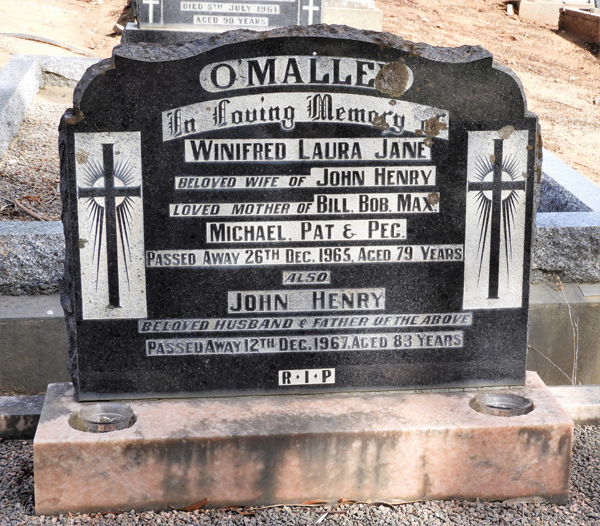 DIED 5TH JULY 1961
AGED 90 YEARS
O'MALLEY
In Loving Memory of
WINIFRED LAURA JANE
BELOVED WIFE OF JOHN HENRY
LOVED MOTHER OF BILL, BOB, MAX,
MICHAEL, PAT & PEG.
PASSED AWAY 26TH DEC. 1965, AGED 79 YEARS
ALSO
JOHN HENRY
BELOVED HUSBAND & FATHER OF THE ABOVE
PASSED AWAY 12TH DEC. 1967, AGED 83 YEARS
R·I·P